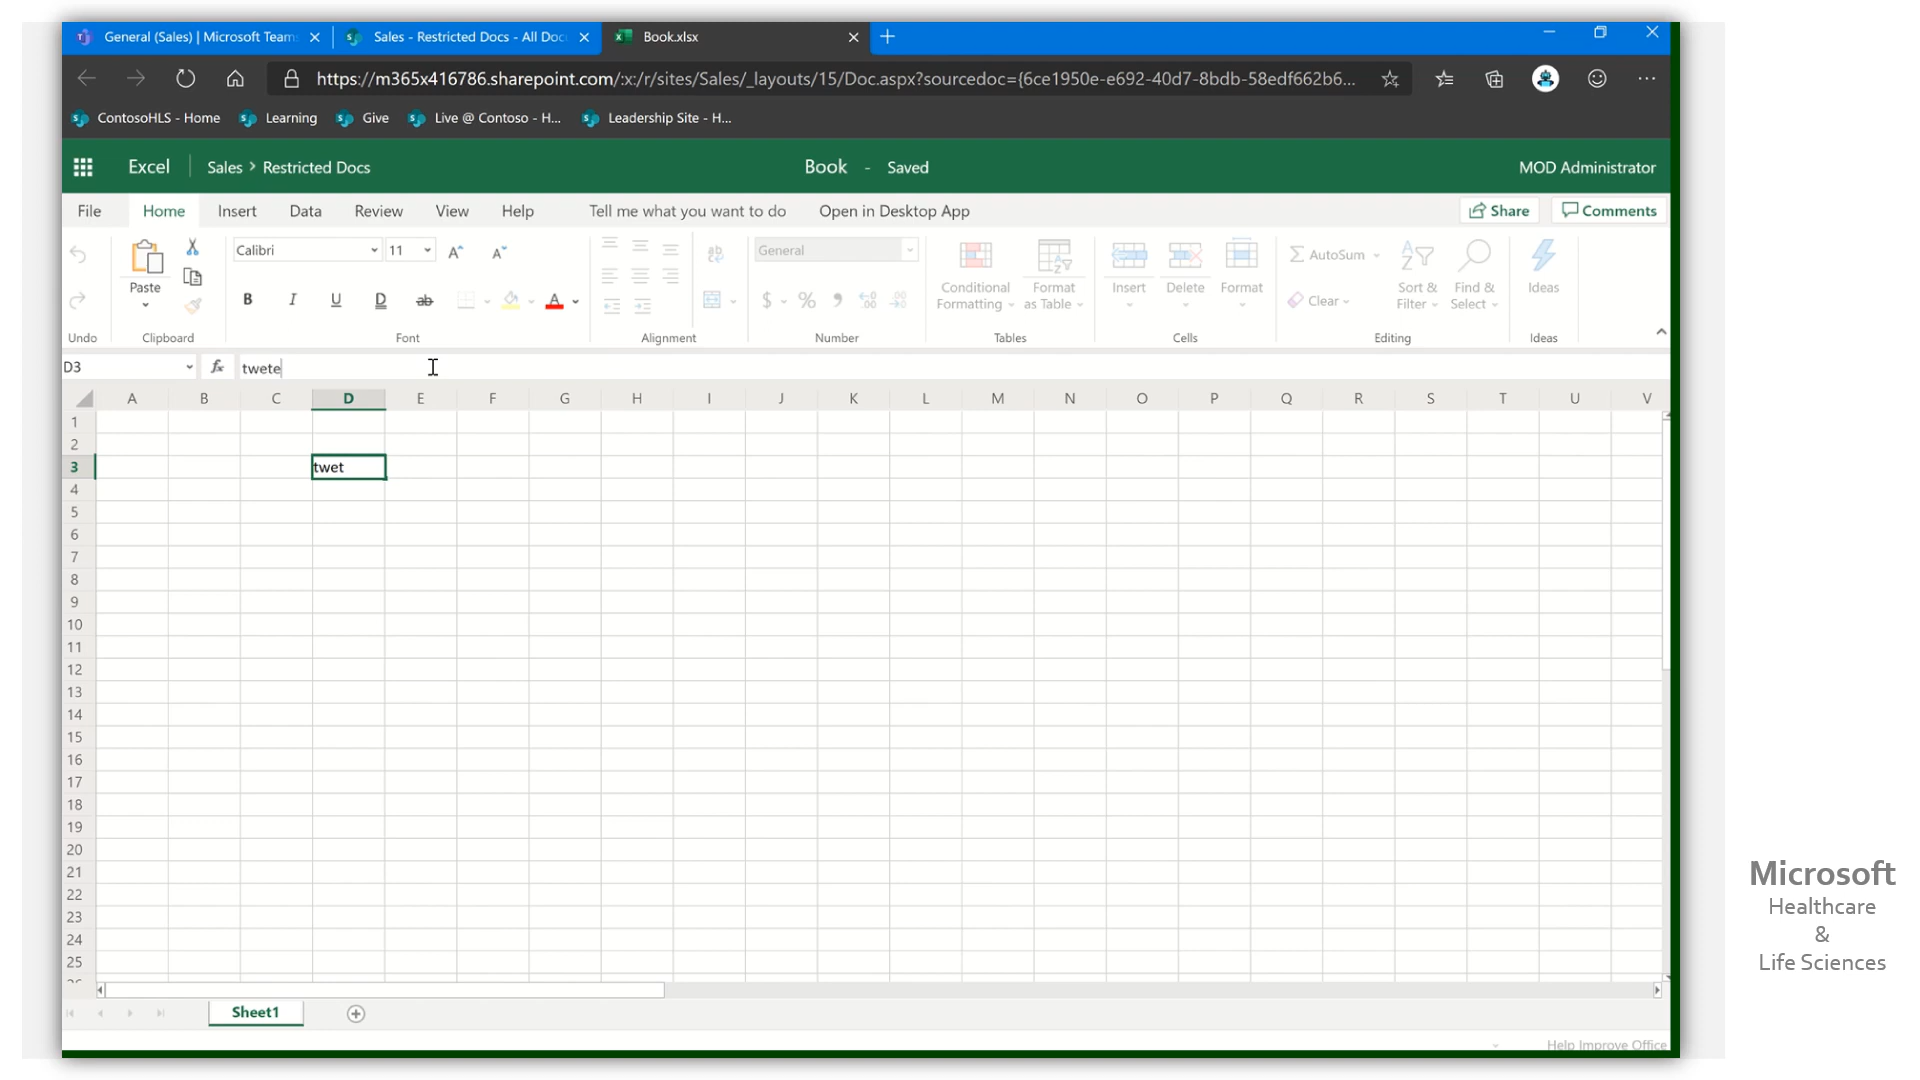 General (Sales) | Microsoft Team
Sales - Restricted Docs - All Doc
Book.xlsx
https://m365x416786.sharepoint.com/:x:/r/sites/Sales/_layouts/15/Doc.aspx?sourcedoc={6ce1950e-e692-40d7-8bdb-58edf662b6...
ContosoHLS - Home
Learning
Give
Live @ Contoso - H...
Leadership Site - H...
Excel
Sales > Restricted Docs
Book - Saved
MOD Administrator
File
Home
Insert
Data
Review
View
Help
Tell me what you want to do
Open in Desktop App
Share
Comments
Calibri
11
General
AutoSum
Paste
Conditional Formatting
Format as Table
Insert
Delete
Format
Clear
Sort & Filter
Find & Select
Ideas
B I U D ab
$ % 9
Undo
Clipboard
Font
Alignment
Number
Tables
Cells
Editing
Ideas
D3
fx
twete
A B C D E F G H I J K L M N O P Q R S T U V
1
2
3 twet
4
5
6
7
8
9
10
11
12
13
14
15
16
17
18
19
20
21
22
23
24
25
Sheet1
Help Improve Office
Microsoft
Healthcare
&
Life Sciences